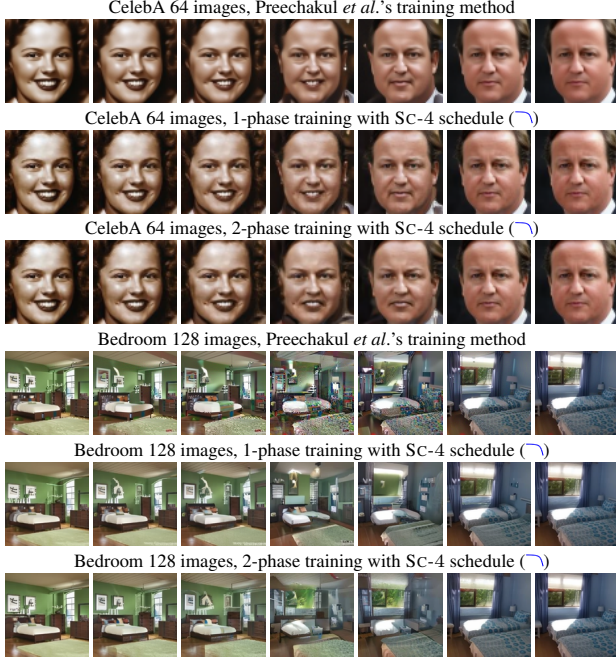 CelebA 64 images, Preechakul et al.'s training method
CelebA 64 images, 1-phase training with SC-4 schedule ()
CelebA 64 images, 2-phase training with SC-4 schedule ()
Bedroom 128 images, Preechakul et al.'s training method
Bedroom 128 images, 1-phase training with SC-4 schedule ()
Bedroom 128 images, 2-phase training with SC-4 schedule ()